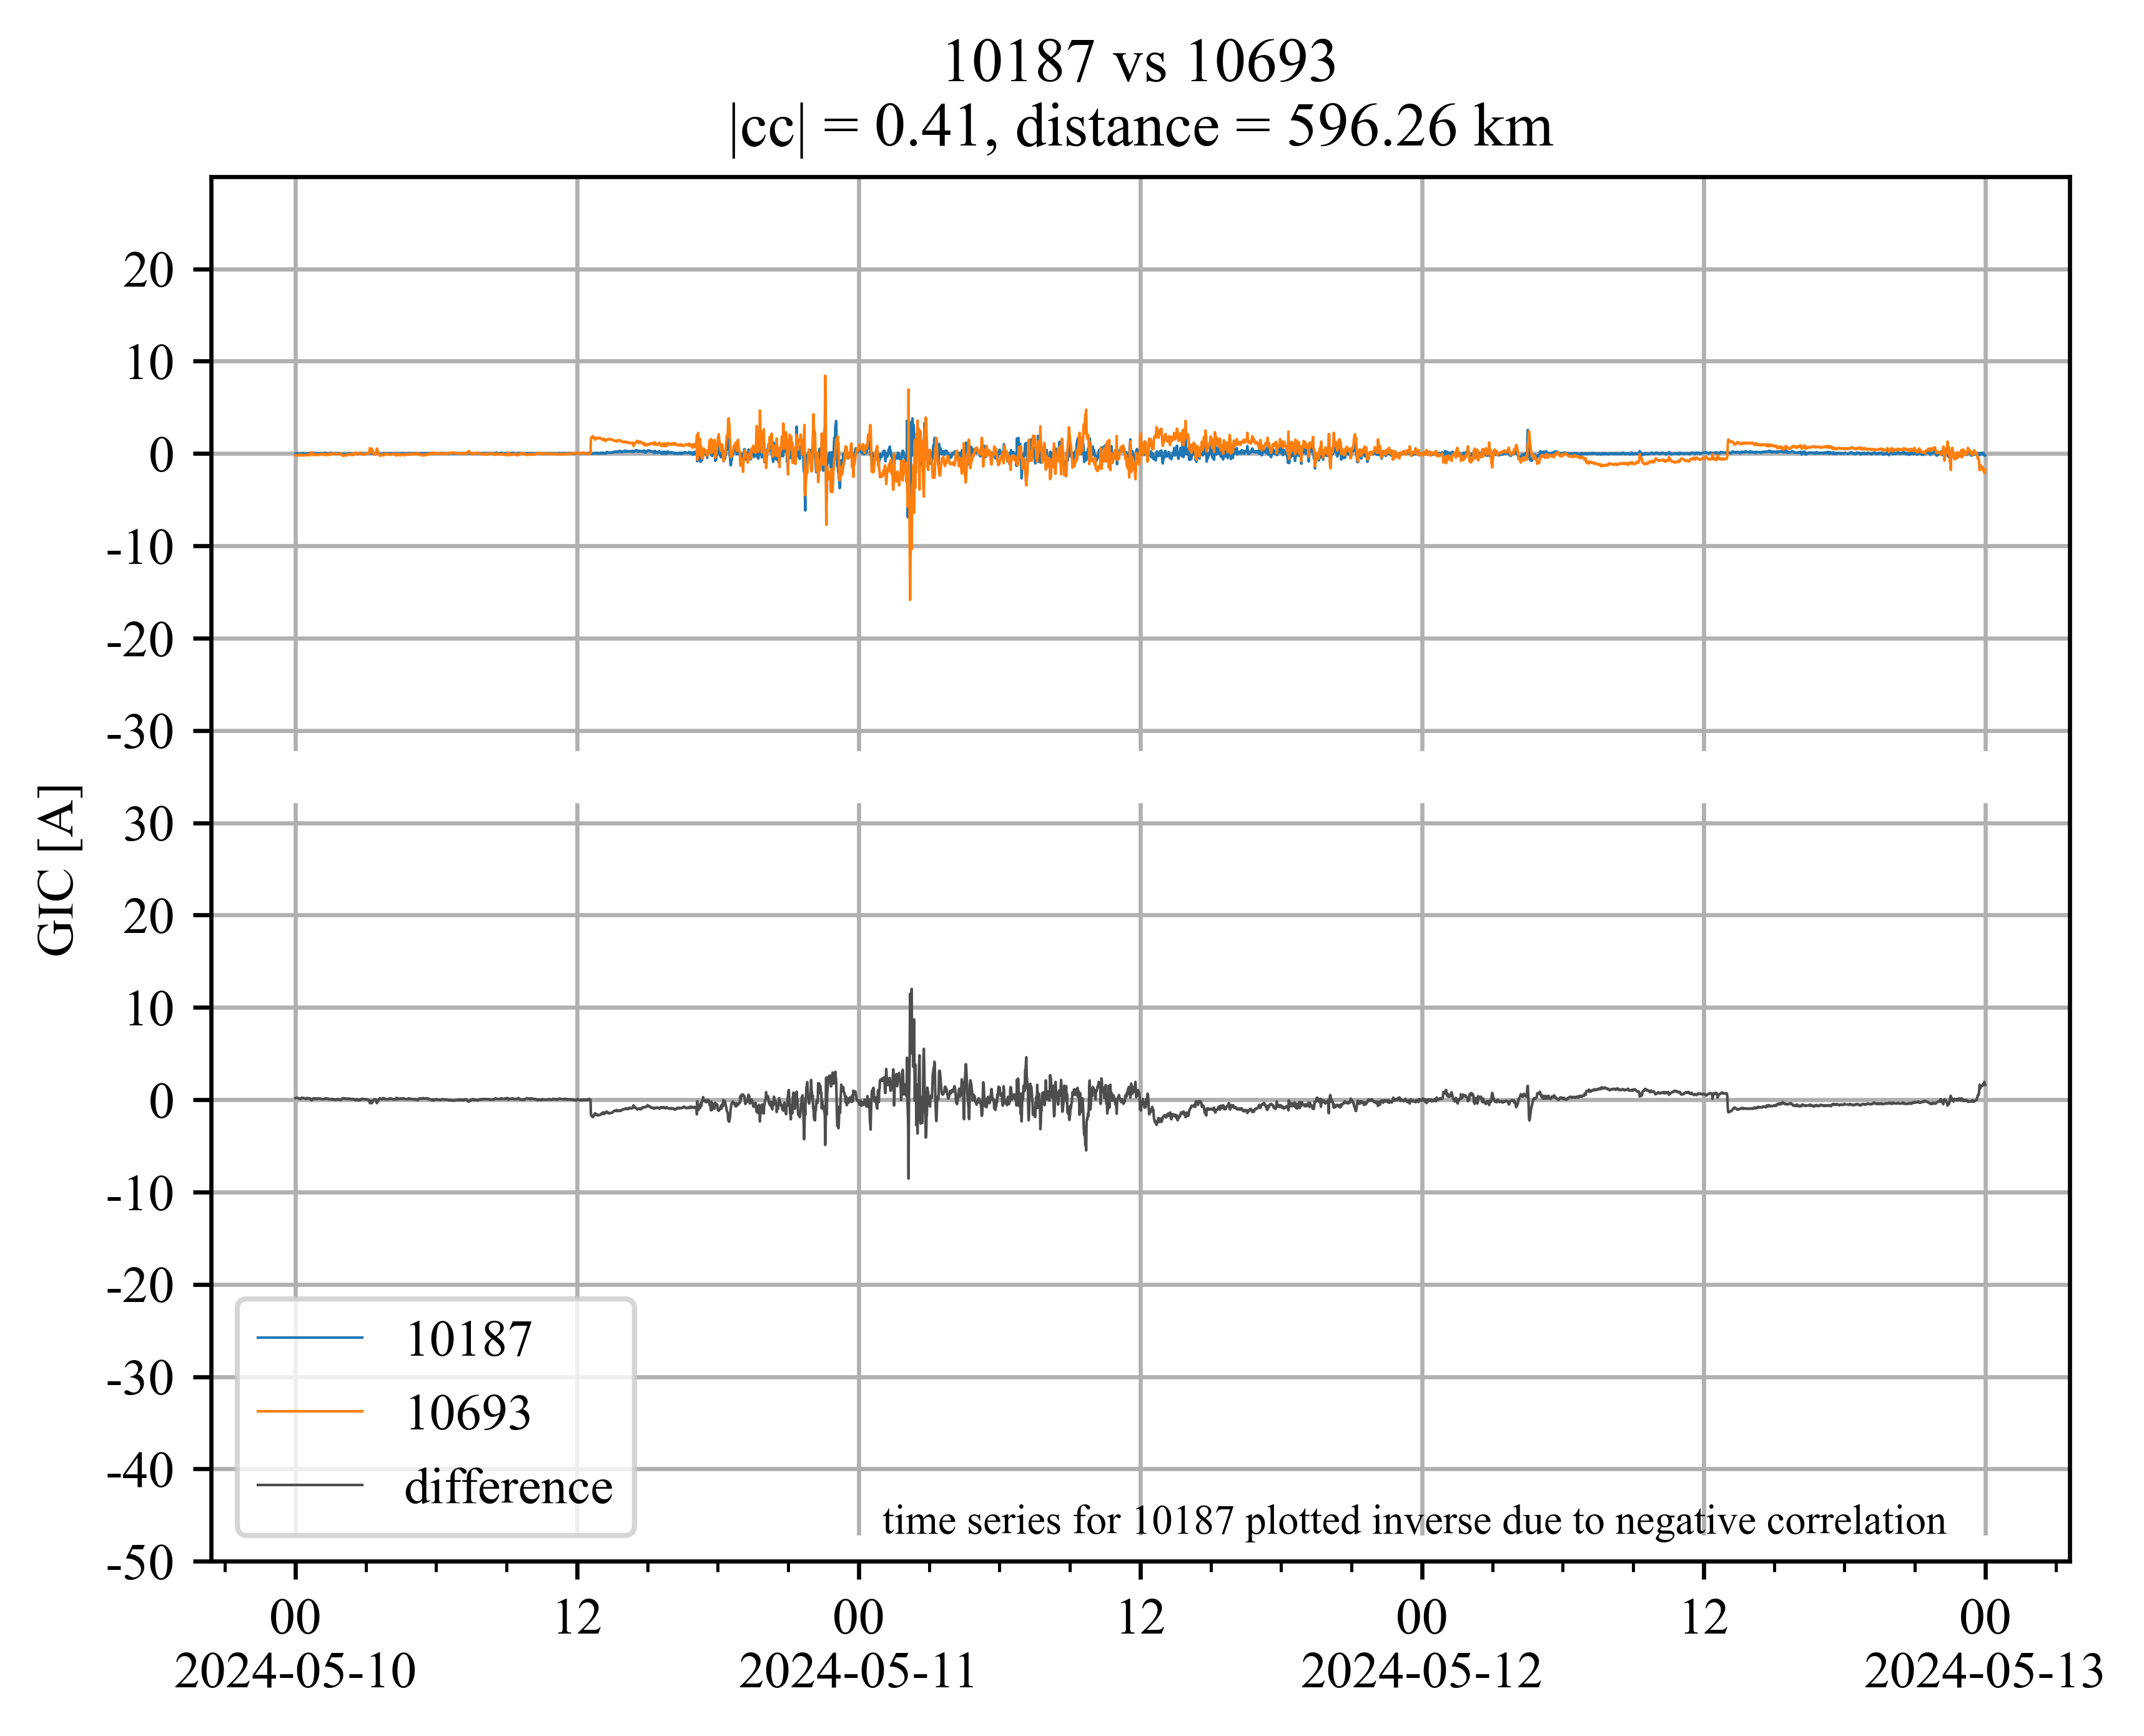 10187 vs 10693
|cc| = 0.41, distance = 596.26 km
20
10
0
-10
-20
-30
30
20
10
0
-10
-20
-30
-40
-50
GIC [A]
10187
10693
difference
time series for 10187 plotted inverse due to negative correlation
00 12 00 12 00 12 00
2024-05-10 2024-05-11 2024-05-12 2024-05-13